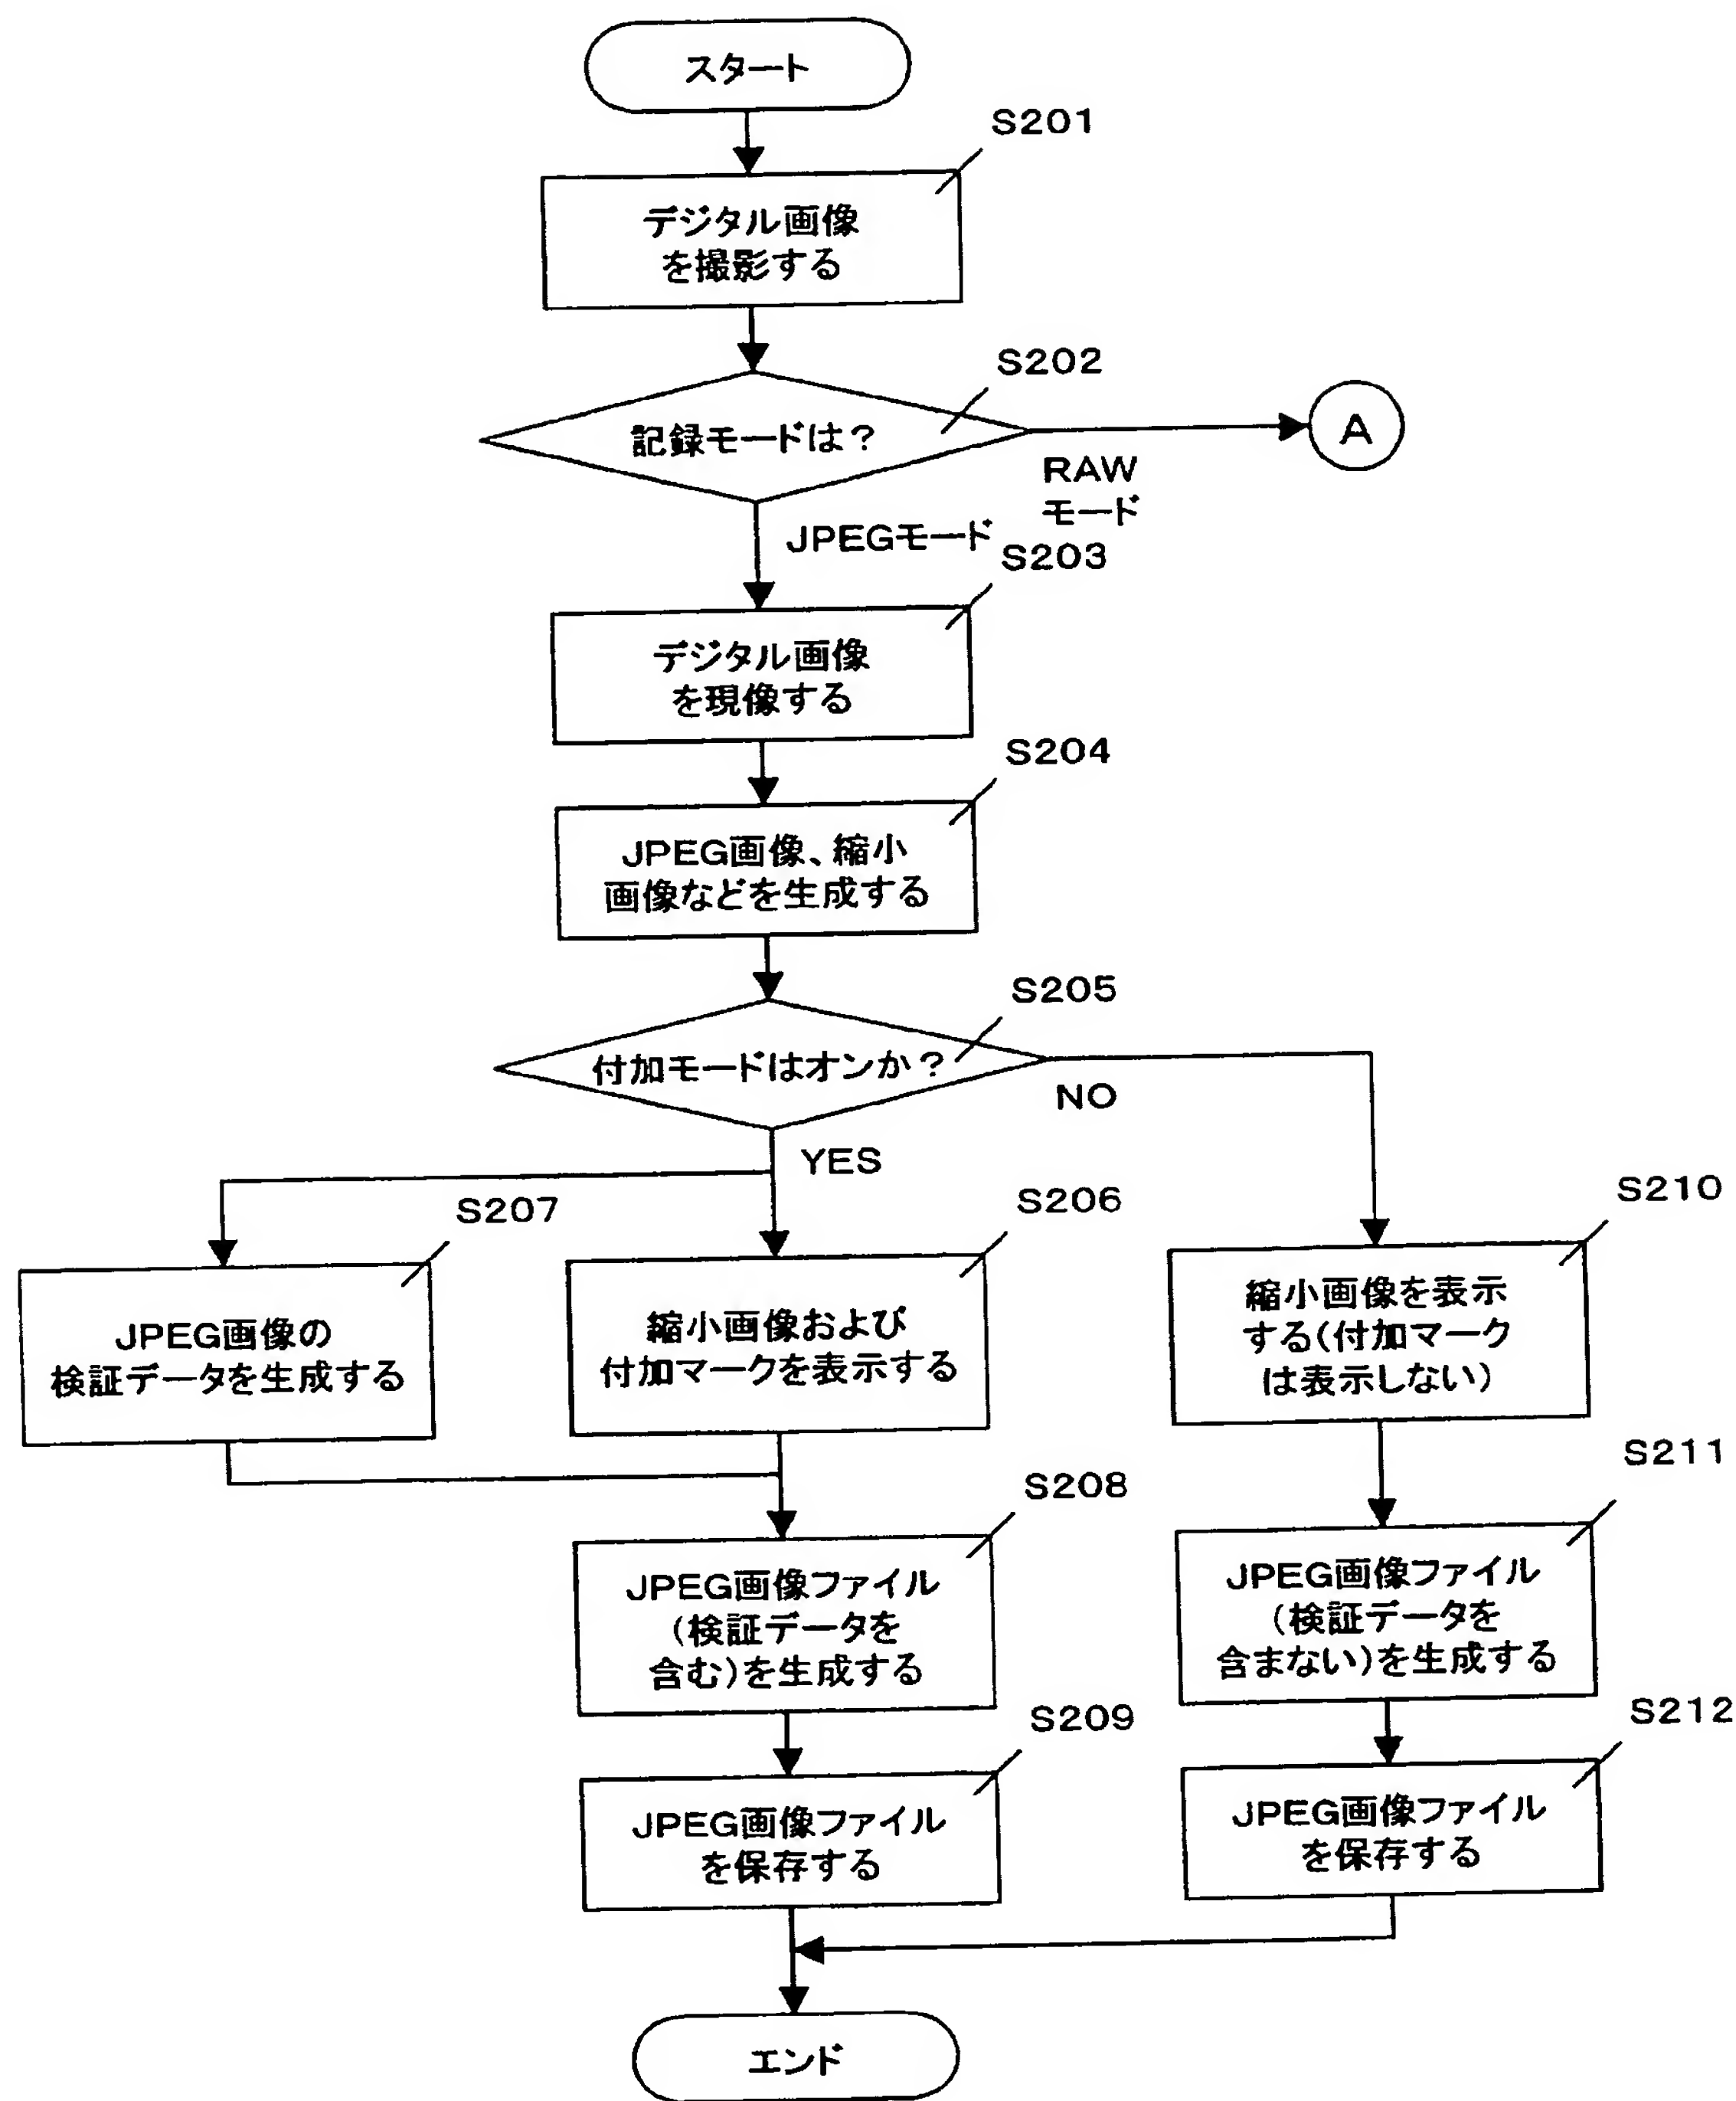 スタート
S201
デジタル画像
を撮影する
S202
記録モードは?
A
RAW
モード
JPEGモード
S203
デジタル画像
を現像する
S204
JPEG画像、縮小
画像などを生成する
S205
付加モードはオンか?
NO
YES
S207
S206
S210
JPEG画像の
検証データを生成する
縮小画像および
付加マークを表示する
縮小画像を表示
する(付加マーク
は表示しない)
S208
S211
JPEG画像ファイル
(検証データを
含む)を生成する
JPEG画像ファイル
(検証データを
含まない)を生成する
S209
S212
JPEG画像ファイル
を保存する
JPEG画像ファイル
を保存する
エンド